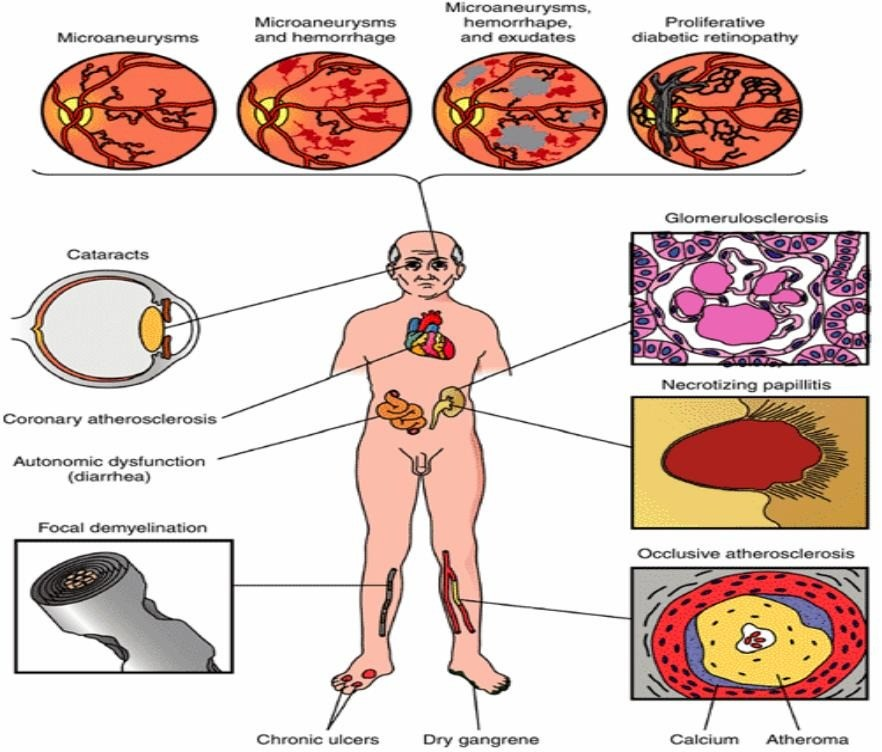 Microaneurysms
Microaneurysms
and hemorrhage
Microaneurysms,
hemorrhape,
and exudates
Proliferative
diabetic retinopathy
Cataracts
Glomerulosclerosis
Coronary atherosclerosis
Necrotizing papillitis
Autonomic dysfunction
(diarrhea)
Focal demyelination
Occlusive atherosclerosis
Chronic ulcers
Dry gangrene
Calcium
Atheroma